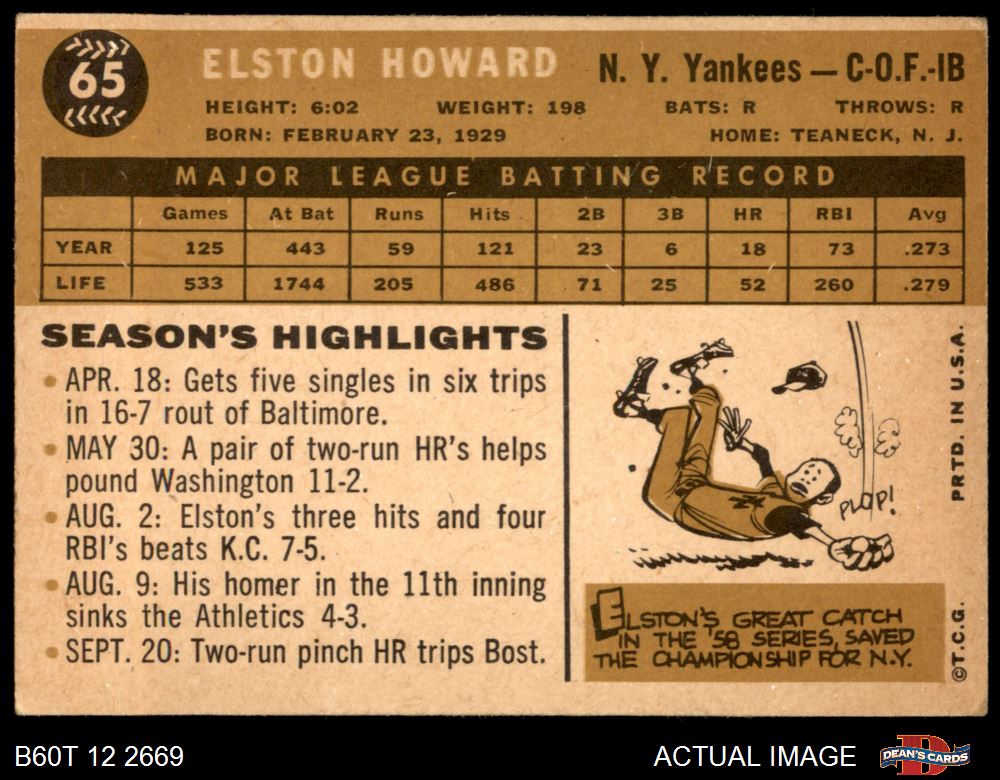 65
ELSTON HOWARD
N. Y. Yankees — C-O.F.-IB
HEIGHT: 6:02 WEIGHT: 198 BATS: R THROWS: R
BORN: FEBRUARY 23, 1929 HOME: TEANECK, N. J.
MAJOR LEAGUE BATTING RECORD
Games At Bat Runs Hits 2B 3B HR RBI Avg
YEAR 125 443 59 121 23 6 18 73 .273
LIFE 533 1744 205 486 71 25 52 260 .279
SEASON'S HIGHLIGHTS
• APR. 18: Gets five singles in six trips
in 16-7 rout of Baltimore.
• MAY 30: A pair of two-run HR's helps
pound Washington 11-2.
• AUG. 2: Elston's three hits and four
RBI's beats K.C. 7-5.
• AUG. 9: His homer in the 11th inning
sinks the Athletics 4-3.
• SEPT. 20: Two-run pinch HR trips Bost.
PLOP!
ELSTON'S GREAT CATCH
IN THE '58 SERIES, SAVED
THE CHAMPIONSHIP FOR N.Y.
©T.C.G. PRTD. IN U.S.A.
B60T 12 2669
ACTUAL IMAGE
DEAN'S CARDS